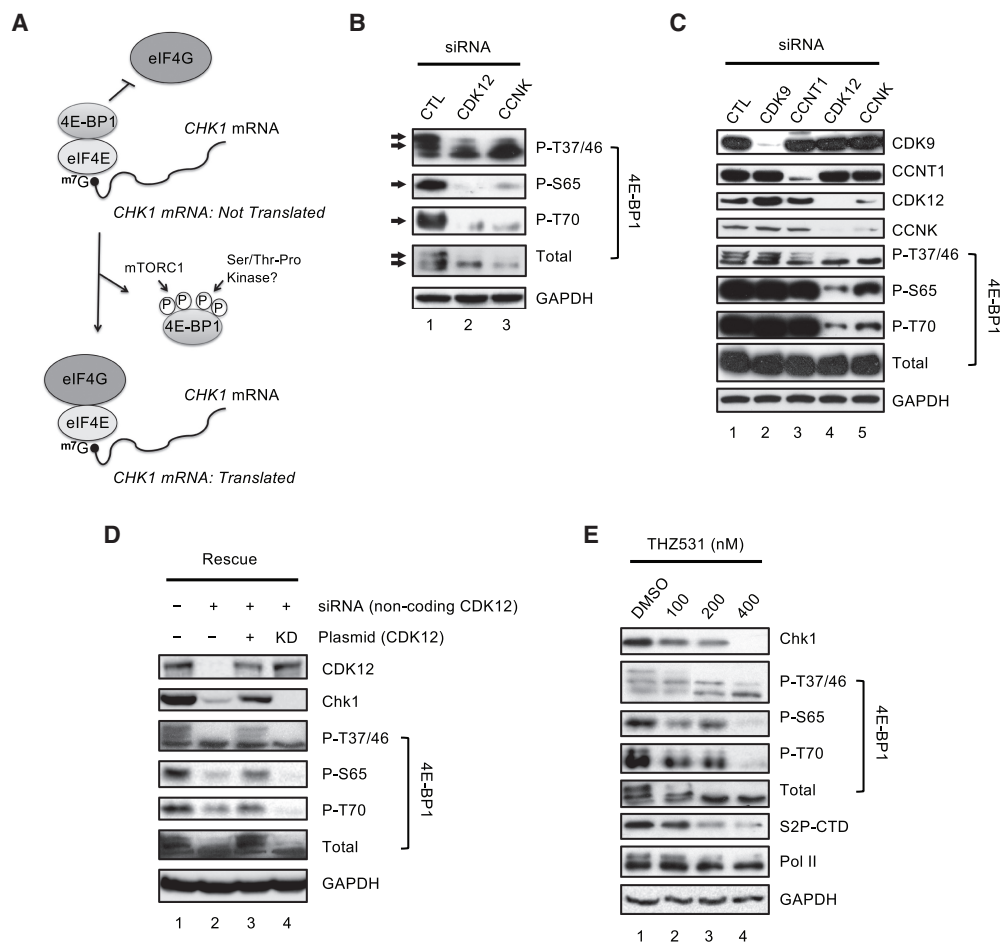 A
eIF4G
4E-BP1
CHK1 mRNA
eIF4E
m7G
CHK1 mRNA: Not Translated
mTORC1
Ser/Thr-Pro
Kinase?
P P P P
4E-BP1
eIF4G
CHK1 mRNA
eIF4E
m7G
CHK1 mRNA: Translated
B
siRNA
CTL CDK12 CCNK
P-T37/46
P-S65
P-T70
Total
4E-BP1
GAPDH
1 2 3
C
siRNA
CTL CDK9 CCNT1 CDK12 CCNK
CDK9
CCNT1
CDK12
CCNK
P-T37/46
P-S65
P-T70
Total
4E-BP1
GAPDH
1 2 3 4 5
D
Rescue
– + + + siRNA (non-coding CDK12)
– – + KD Plasmid (CDK12)
CDK12
Chk1
P-T37/46
P-S65
P-T70
Total
4E-BP1
GAPDH
1 2 3 4
E
THZ531 (nM)
DMSO 100 200 400
Chk1
P-T37/46
P-S65
P-T70
Total
4E-BP1
S2P-CTD
Pol II
GAPDH
1 2 3 4